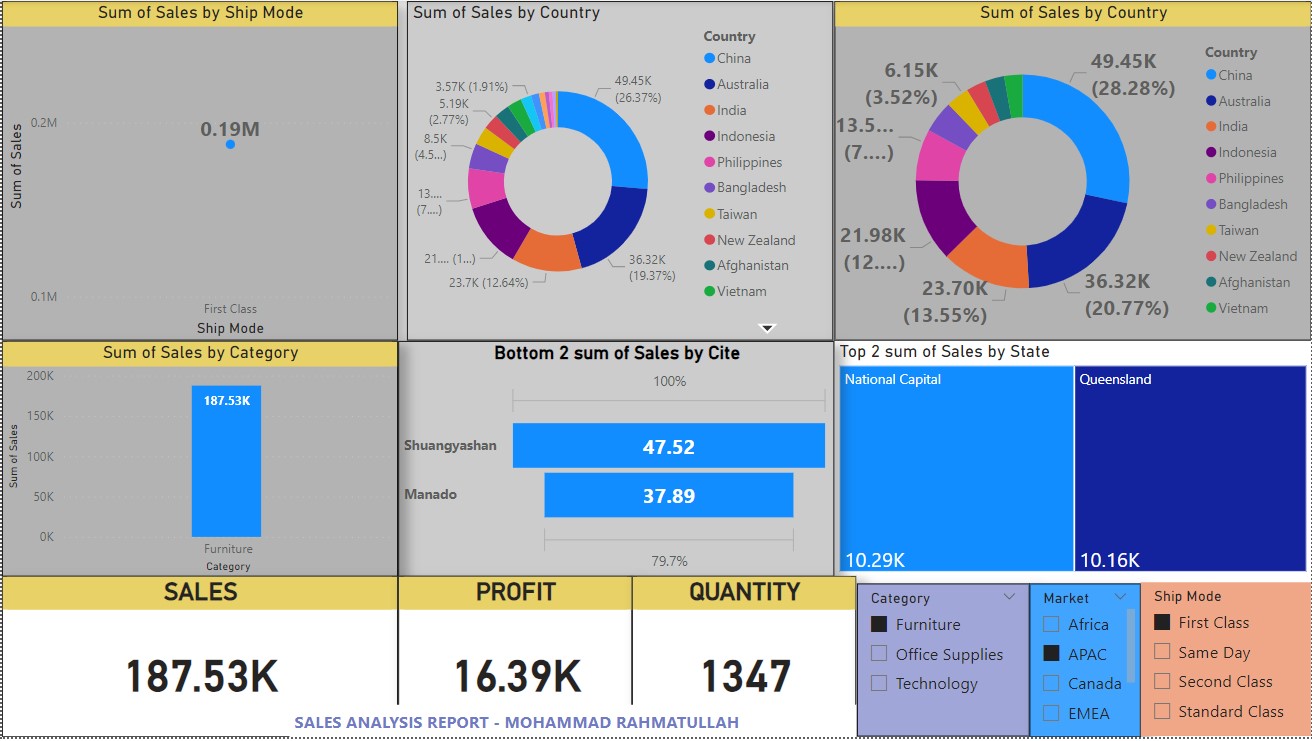 Sum of Sales by Ship Mode
Sum of Sales
0.2M
0.1M
0.19M
First Class
Ship Mode
Sum of Sales by Country
49.45K
(26.37%)
36.32K
(19.37%)
23.7K (12.64%)
21.... (1...)
13....
(7....)
8.5K
(4.5...)
5.19K
(2.77%)
3.57K (1.91%)
Country
China
Australia
India
Indonesia
Philippines
Bangladesh
Taiwan
New Zealand
Afghanistan
Vietnam
Sum of Sales by Country
49.45K
(28.28%)
36.32K
(20.77%)
23.70K
(13.55%)
21.98K
(12....)
13.5...
(7....)
6.15K
(3.52%)
Country
China
Australia
India
Indonesia
Philippines
Bangladesh
Taiwan
New Zealand
Afghanistan
Vietnam
Sum of Sales by Category
Sum of Sales
200K
150K
100K
50K
0K
187.53K
Furniture
Category
Bottom 2 sum of Sales by Cite
100%
Shuangyashan
47.52
Manado
37.89
79.7%
Top 2 sum of Sales by State
National Capital
10.29K
Queensland
10.16K
SALES
187.53K
PROFIT
16.39K
QUANTITY
1347
SALES ANALYSIS REPORT - MOHAMMAD RAHMATULLAH
Category
Furniture
Office Supplies
Technology
Market
Africa
APAC
Canada
EMEA
Ship Mode
First Class
Same Day
Second Class
Standard Class